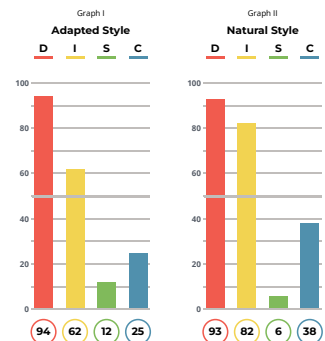 Graph I
Adapted Style
D I S C
100
80
60
40
20
0
94 62 12 25
Graph II
Natural Style
D I S C
100
80
60
40
20
0
93 82 6 38